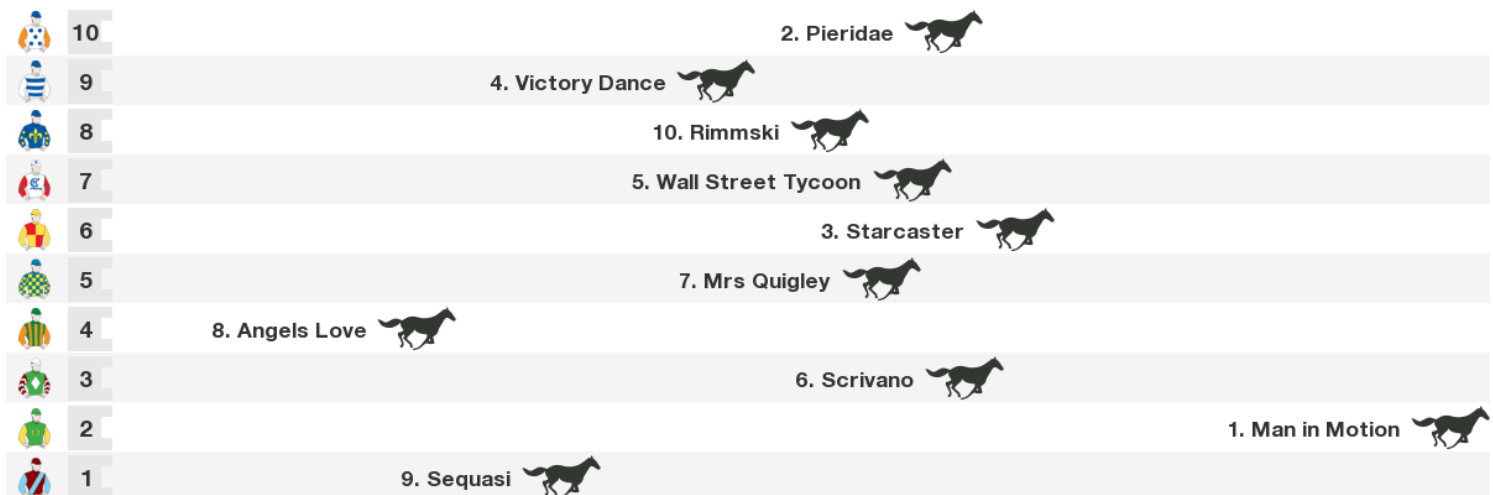 10 2. Pieridae
9 4. Victory Dance
8 10. Rimmski
7 5. Wall Street Tycoon
6 3. Starcaster
5 7. Mrs Quigley
4 8. Angels Love
3 6. Scrivano
2 1. Man in Motion
1 9. Sequasi